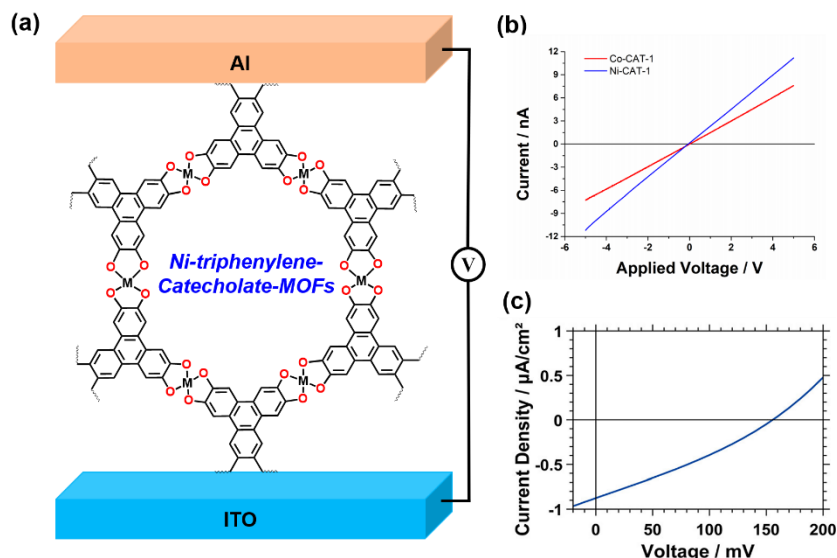 (a)
Al
O O O O
M M
O O O O
O O
M
O O
Ni-triphenylene-
Catecholate-MOFs
O O
M
O O
O O O O
M M
O O O O
ITO
V
(b)
Co-CAT-1
Ni-CAT-1
Current / nA
12
9
6
3
0
-3
-6
-9
-12
-6 -4 -2 0 2 4 6
Applied Voltage / V
(c)
Current Density / µA/cm²
1
0.5
0
-0.5
-1
0 50 100 150 200
Voltage / mV